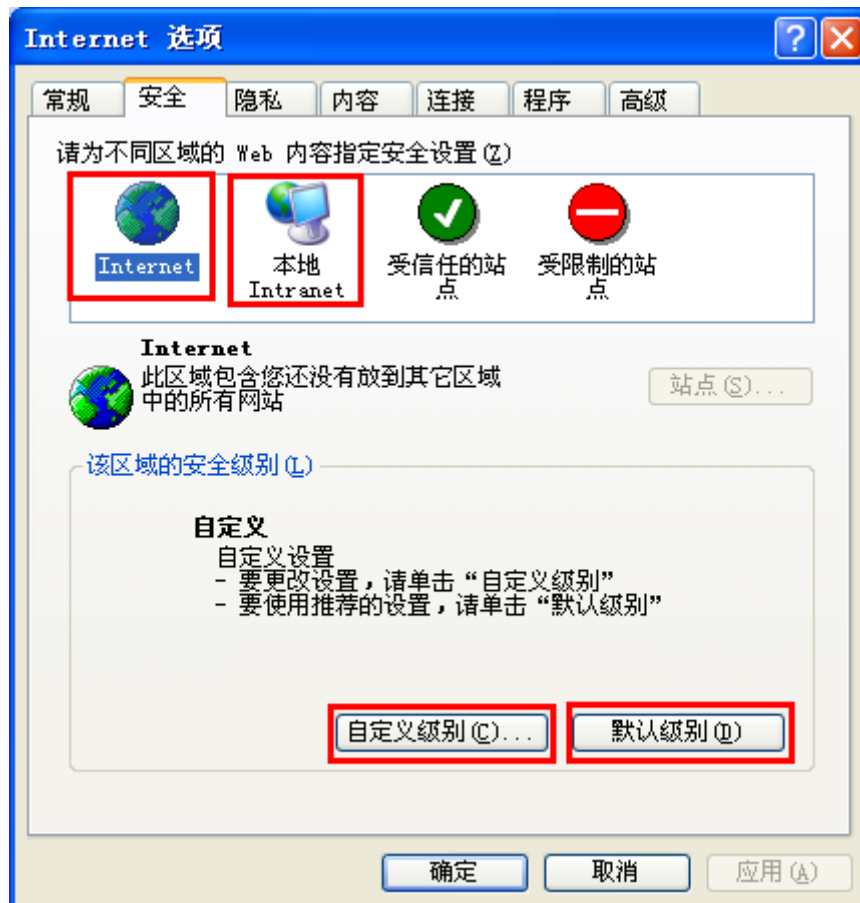 Internet 选项
常规 安全 隐私 内容 连接 程序 高级
请为不同区域的 Web 内容指定安全设置(Z)
Internet
本地
Intranet
受信任的站
点
受限制的站
点
Internet
此区域包含您还没有放到其它区域
中的所有网站
站点(S)...
该区域的安全级别(L)
自定义
自定义设置
- 要更改设置，请单击“自定义级别”
- 要使用推荐的设置，请单击“默认级别”
自定义级别(C)... 默认级别(D)
确定 取消 应用(A)